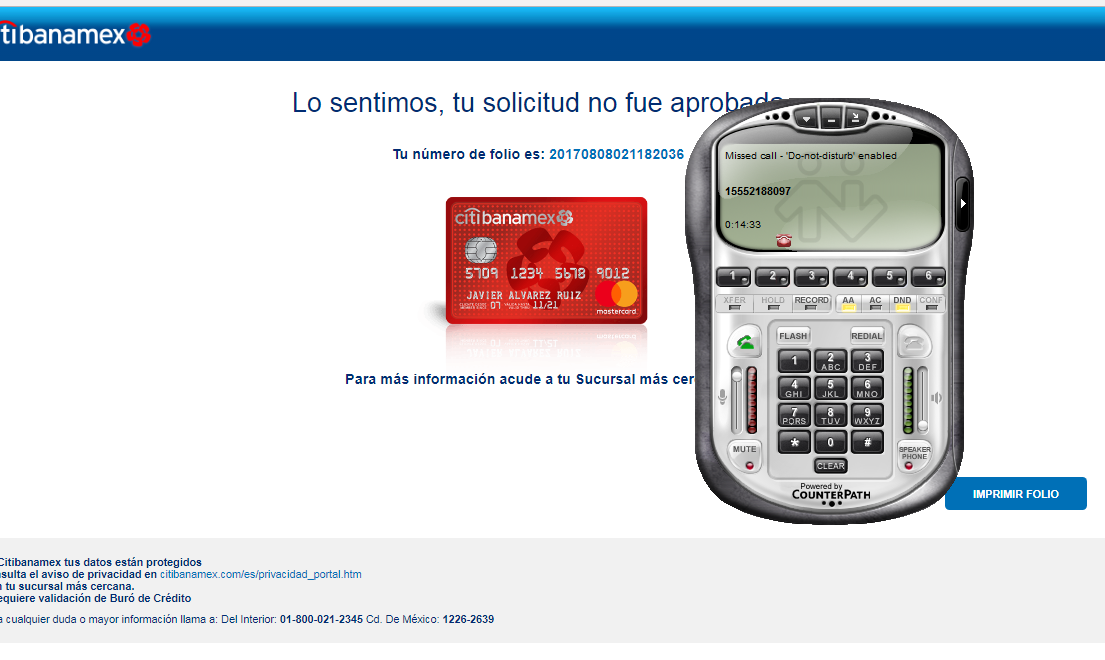 tibanamex
Lo sentimos, tu solicitud no fue aprobada
Tu número de folio es: 20170808021182036
citibanamex
5709 1234 5678 9012
07 11/21
JAVIER ALVAREZ RUIZ
mastercard
Para más información acude a tu Sucursal más cer
Missed call - 'Do-not-disturb' enabled
15552188097
0:14:33
1 2 3 4 5 6
XFER HOLD RECORD AA AC DND CONF
FLASH REDIAL
1 2 ABC 3 DEF
4 GHI 5 JKL 6 MNO
7 PQRS 8 TUV 9 WXYZ
* 0 #
MUTE
SPEAKER
PHONE
CLEAR
Powered by
COUNTERPATH
IMPRIMIR FOLIO
Citibanamex tus datos están protegidos
sulta el aviso de privacidad en citibanamex.com/es/privacidad_portal.htm
n tu sucursal más cercana.
equiere validación de Buró de Crédito
a cualquier duda o mayor información llama a: Del Interior: 01-800-021-2345 Cd. De México: 1226-2639